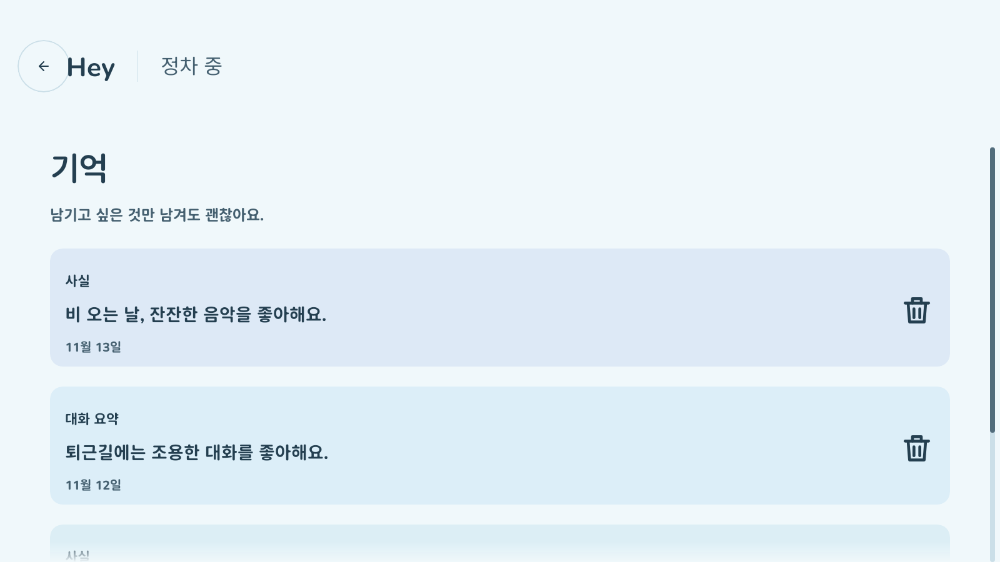 Hey
정차 중
기억
남기고 싶은 것만 남겨도 괜찮아요.
사실
비 오는 날, 잔잔한 음악을 좋아해요.
11월 13일
대화 요약
퇴근길에는 조용한 대화를 좋아해요.
11월 12일
사실